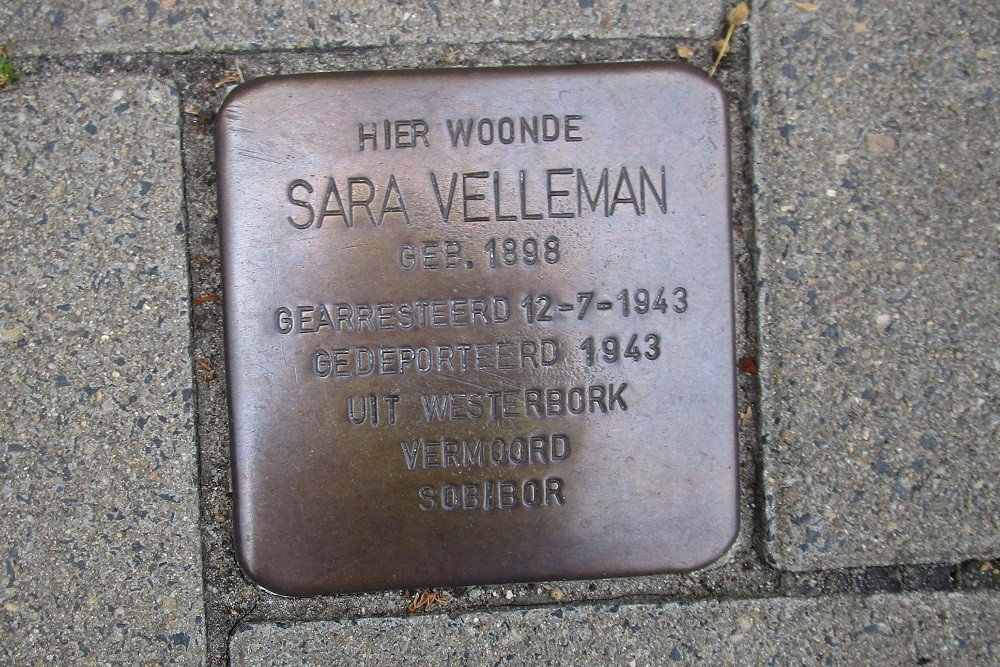 HIER WOONDE
SARA VELLEMAN
GEB. 1898
GEARRESTEERD 12-7-1943
GEDEPORTEERD 1943
UIT WESTERBORK
VERMOORD
SOBIBOR